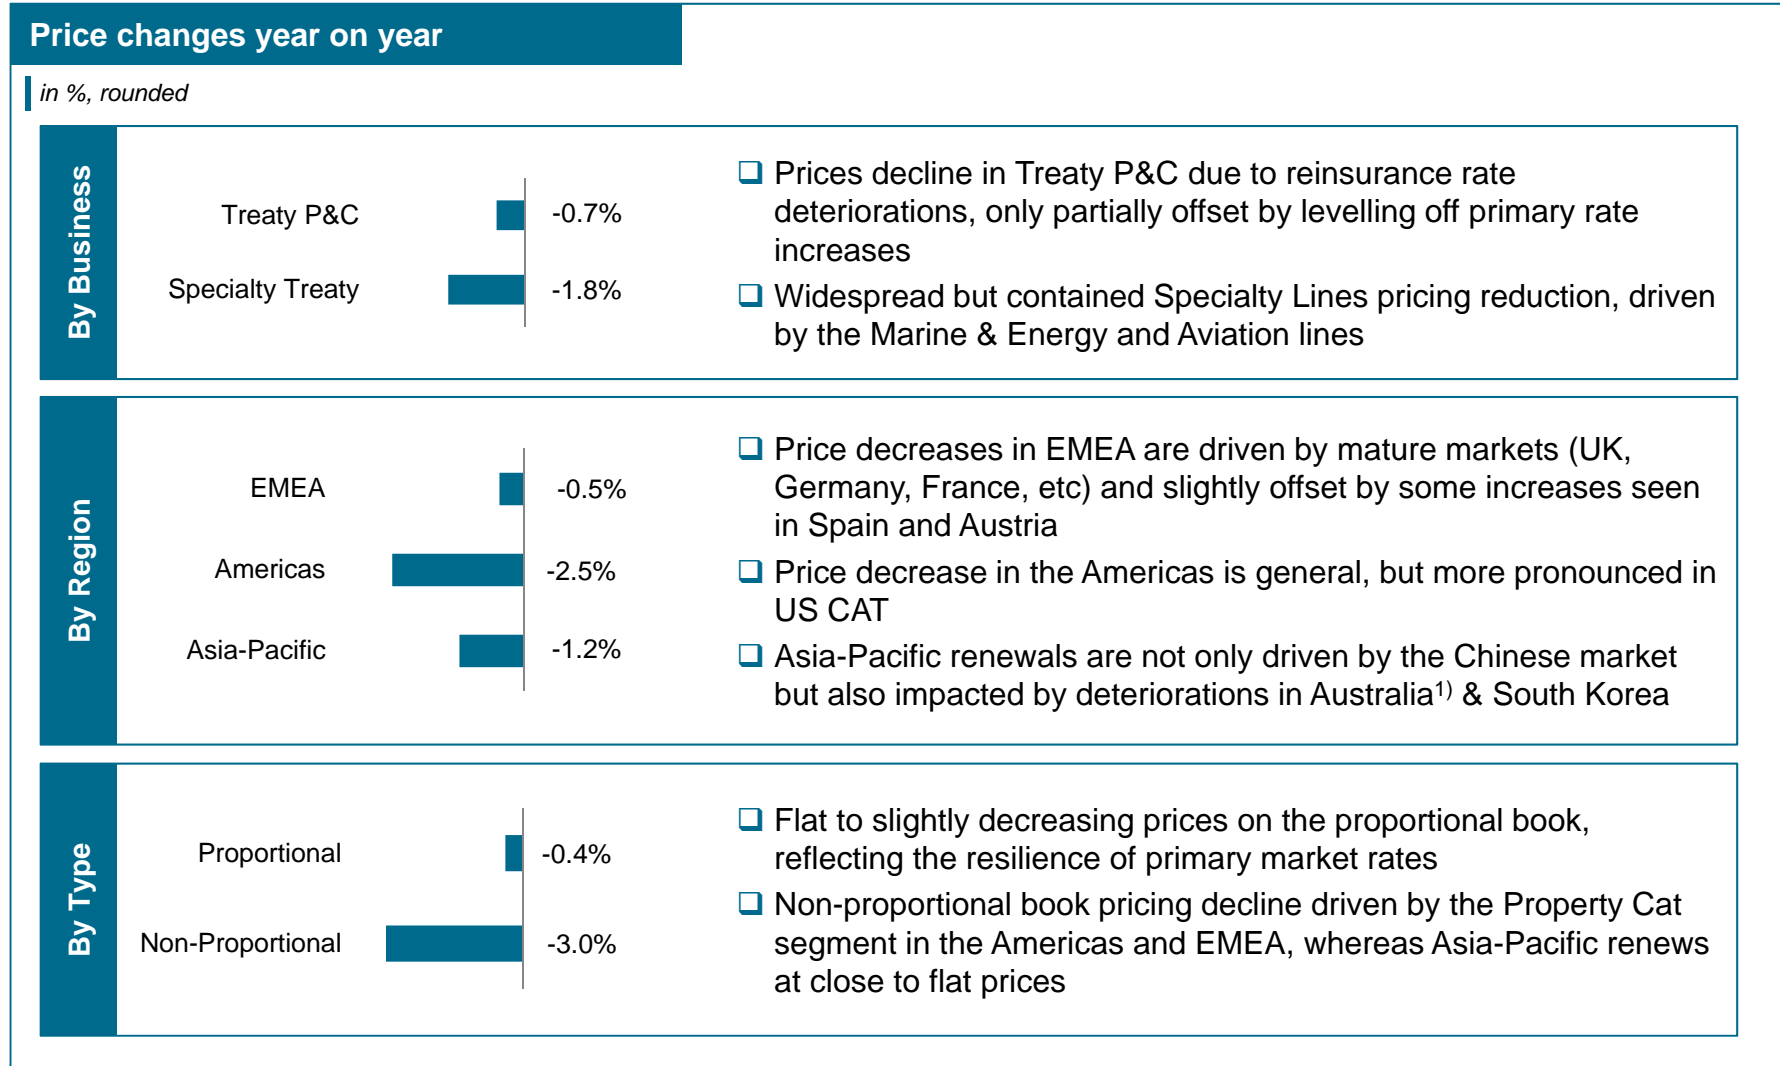 Price changes year on year
in %, rounded
By Business
Treaty P&C
-0.7%
Specialty Treaty
-1.8%
❑ Prices decline in Treaty P&C due to reinsurance rate
deteriorations, only partially offset by levelling off primary rate
increases
❑ Widespread but contained Specialty Lines pricing reduction, driven
by the Marine & Energy and Aviation lines
By Region
EMEA
-0.5%
Americas
-2.5%
Asia-Pacific
-1.2%
❑ Price decreases in EMEA are driven by mature markets (UK,
Germany, France, etc) and slightly offset by some increases seen
in Spain and Austria
❑ Price decrease in the Americas is general, but more pronounced in
US CAT
❑ Asia-Pacific renewals are not only driven by the Chinese market
but also impacted by deteriorations in Australia1) & South Korea
By Type
Proportional
-0.4%
Non-Proportional
-3.0%
❑ Flat to slightly decreasing prices on the proportional book,
reflecting the resilience of primary market rates
❑ Non-proportional book pricing decline driven by the Property Cat
segment in the Americas and EMEA, whereas Asia-Pacific renews
at close to flat prices